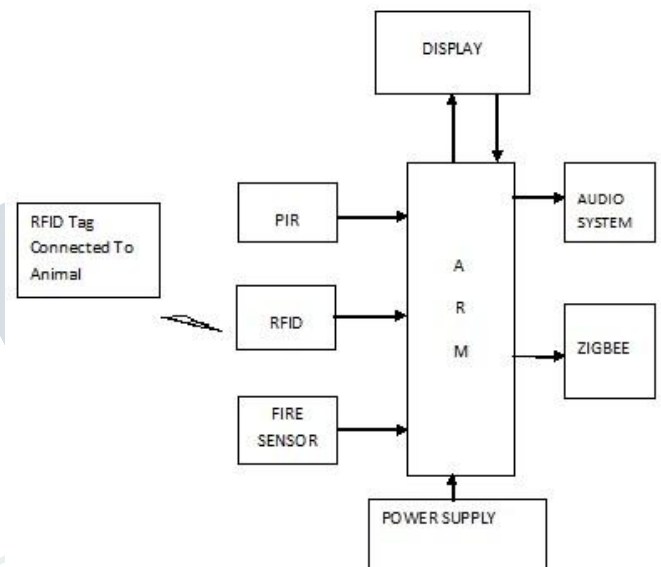 DISPLAY
RFID Tag
Connected To
Animal
PIR
RFID
FIRE
SENSOR
A
R
M
AUDIO
SYSTEM
ZIGBEE
POWER SUPPLY